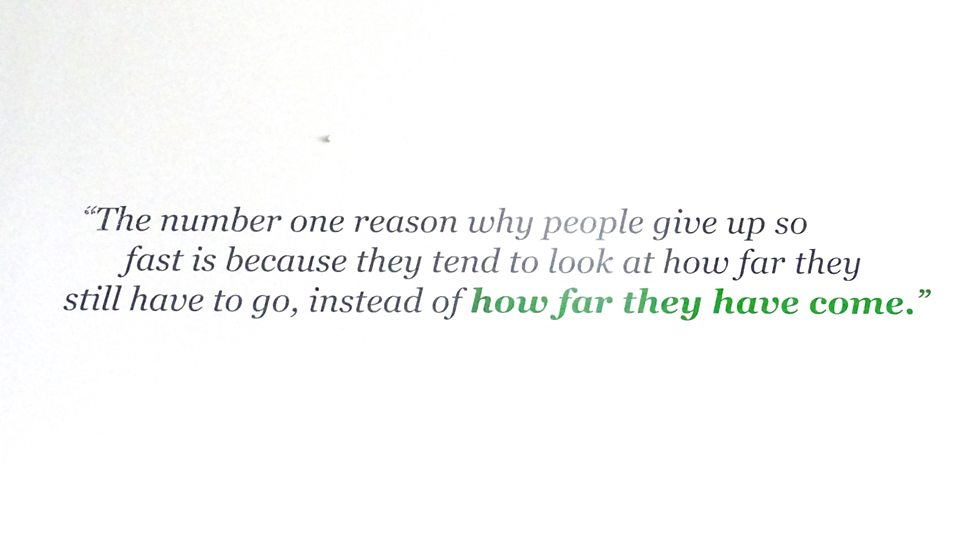 “The number one reason why people give up so
fast is because they tend to look at how far they
still have to go, instead of how far they have come.”